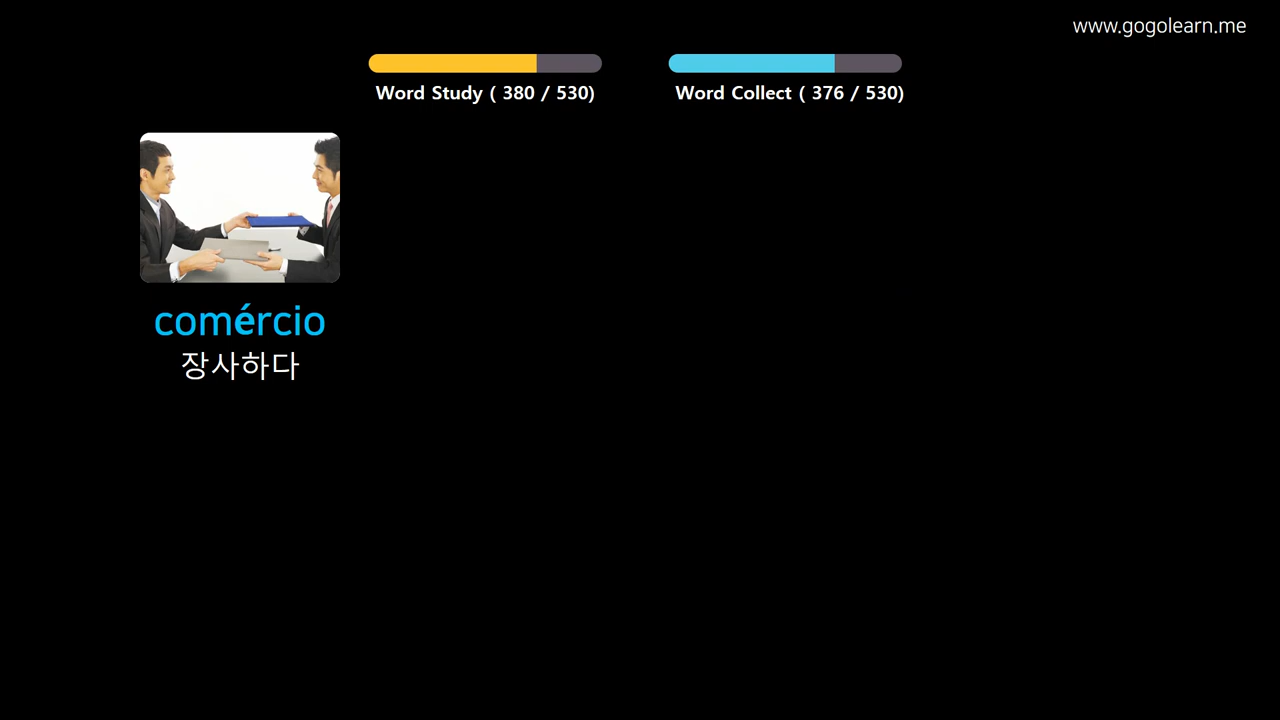 www.gogolearn.me
Word Study ( 380 / 530)
Word Collect ( 376 / 530)
comércio
장사하다